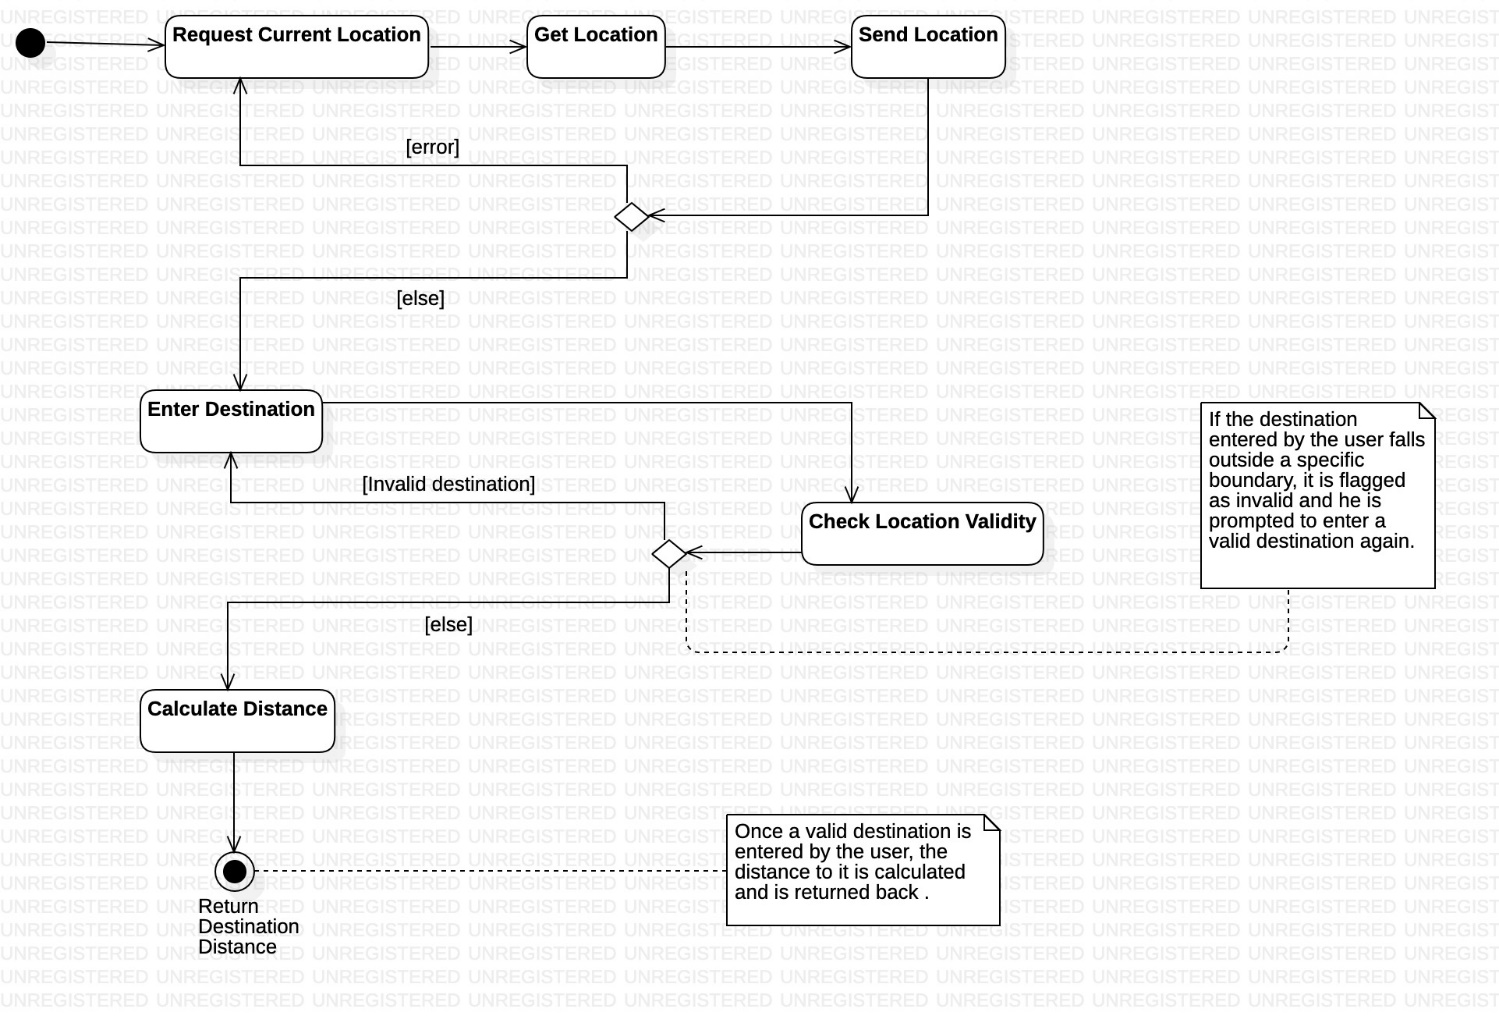 Request Current Location
Get Location
Send Location
[error]
[else]
Enter Destination
[Invalid destination]
Check Location Validity
If the destination
entered by the user falls
outside a specific
boundary, it is flagged
as invalid and he is
prompted to enter a
valid destination again.
[else]
Calculate Distance
Once a valid destination is
entered by the user, the
distance to it is calculated
and is returned back .
Return
Destination
Distance
UNREGISTERED